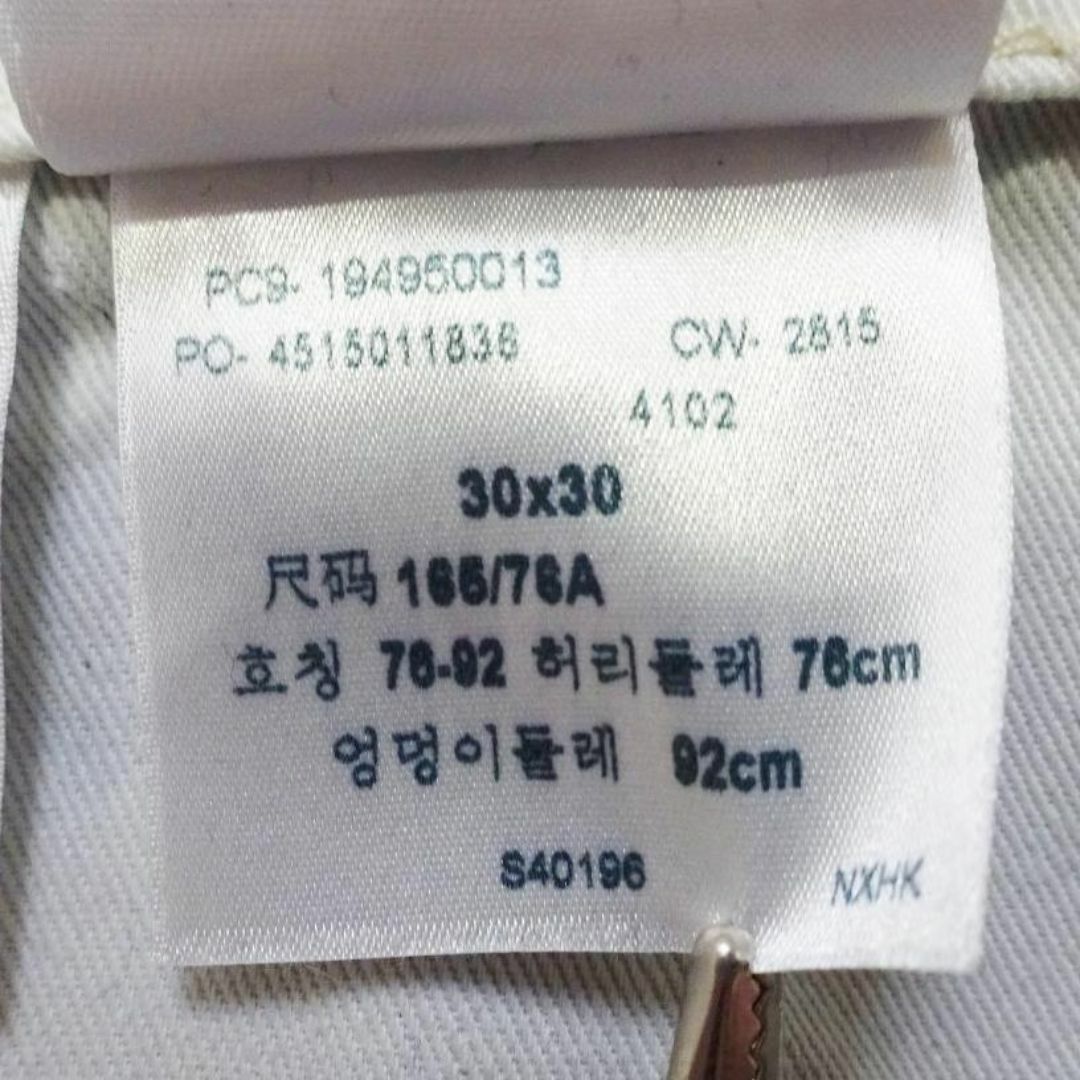 PC9- 194950013
PO- 4515011836 CW- 2815
4102
30x30
尺码 165/76A
호칭 76-92 허리둘레 76cm
엉덩이둘레 92cm
S40196
NXHK